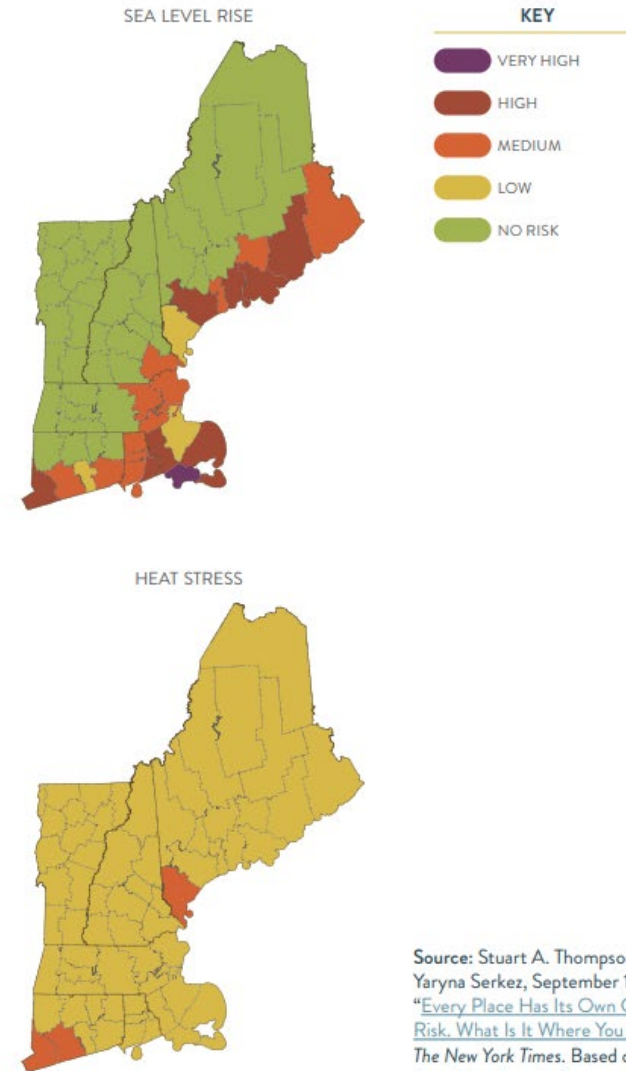 SEA LEVEL RISE
KEY
VERY HIGH
HIGH
MEDIUM
LOW
NO RISK
HEAT STRESS
Source: Stuart A. Thompso
Yaryna Serkez, September 1
“Every Place Has Its Own C
Risk. What Is It Where You
The New York Times. Based o